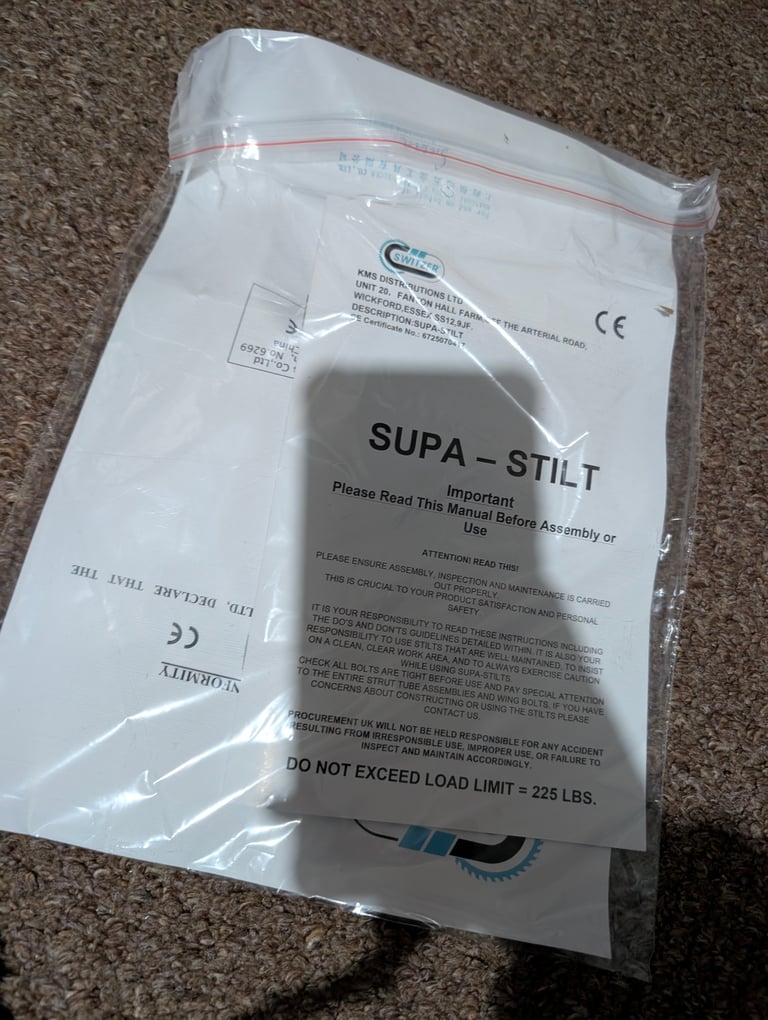 SWITZER
KMS DISTRIBUTIONS LTD
UNIT 20, FANTON HALL FARM, OFF THE ARTERIAL ROAD,
WICKFORD,ESSEX SS12,9JF.
DESCRIPTION:SUPA-STILT
CE Certificate No.: 6725070417
CE
SUPA – STILT
Important
Please Read This Manual Before Assembly or
Use
ATTENTION! READ THIS!
PLEASE ENSURE ASSEMBLY, INSPECTION AND MAINTENANCE IS CARRIED
OUT PROPERLY.
THIS IS CRUCIAL TO YOUR PRODUCT SATISFACTION AND PERSONAL
SAFETY
IT IS YOUR RESPONSIBILITY TO READ THESE INSTRUCTIONS INCLUDING
THE DO'S AND DON'TS GUIDELINES DETAILED WITHIN. IT IS ALSO YOUR
RESPONSIBILITY TO USE STILTS THAT ARE WELL MAINTAINED, TO INSIST
ON A CLEAN, CLEAR WORK AREA, AND TO ALWAYS EXERCISE CAUTION
WHILE USING SUPA-STILTS.
CHECK ALL BOLTS ARE TIGHT BEFORE USE AND PAY SPECIAL ATTENTION
TO THE ENTIRE STRUT TUBE ASSEMBLIES AND WING BOLTS, IF YOU HAVE
CONCERNS ABOUT CONSTRUCTING OR USING THE STILTS PLEASE
CONTACT US.
PROCUREMENT UK WILL NOT BE HELD RESPONSIBLE FOR ANY ACCIDENT
RESULTING FROM IRRESPONSIBLE USE, IMPROPER USE, OR FAILURE TO
INSPECT AND MAINTAIN ACCORDINGLY.
DO NOT EXCEED LOAD LIMIT = 225 LBS.
NFORMITY
CE
LTD, DECLARE THAT THE
Co.,Ltd
No.6269
China
CE